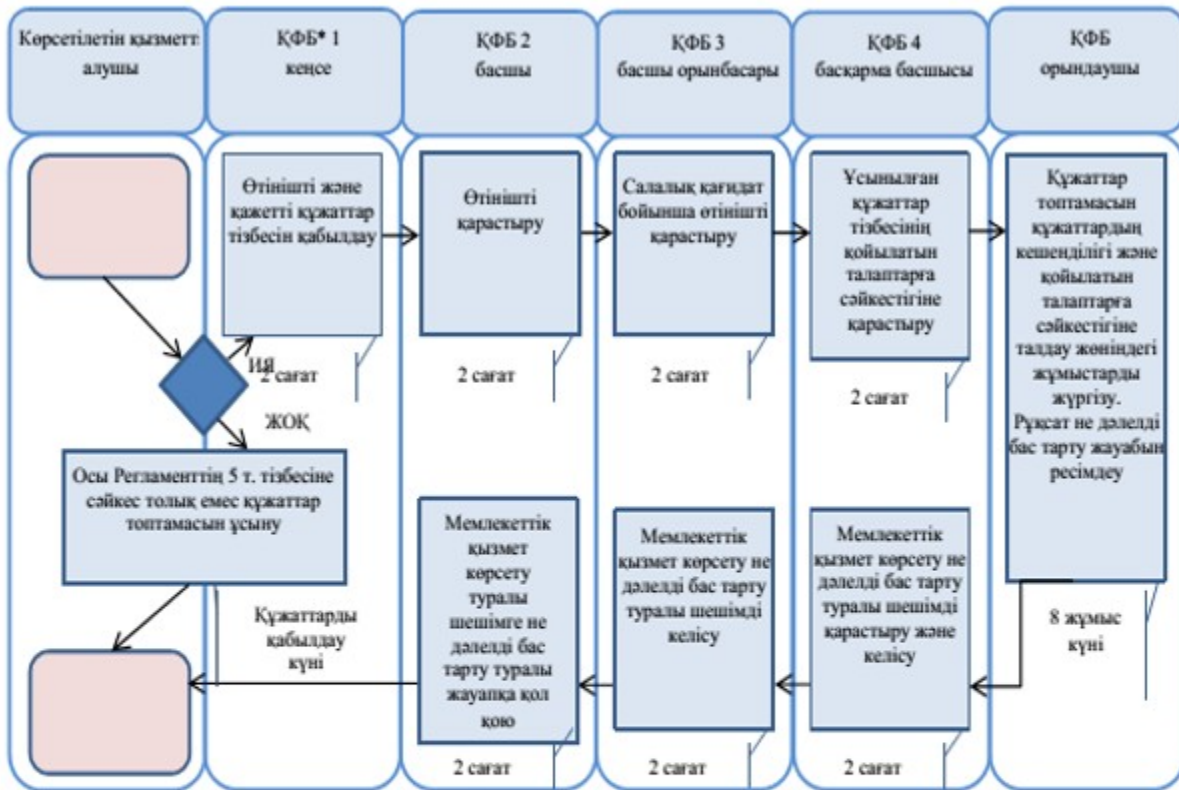 Көрсетілетін қызметті
алушы
ҚФБ* 1
кеңсе
ҚФБ 2
басшы
ҚФБ 3
басшы орынбасары
ҚФБ 4
басқарма басшысы
ҚФБ
орындаушы
Өтінішті және
қажетті құжаттар
тізбесін қабылдау
Өтінішті
қарастыру
Салалық қағидат
бойынша өтінішті
қарастыру
Ұсынылған
құжаттар
тізбесінің
қойылатын
талаптарға
сәйкестігіне
қарастыру
Құжаттар
топтамасын
құжаттардың
кешенділігі және
қойылатын
талаптарға
сәйкестігіне
талдау жөніндегі
жұмыстарды
жүргізу.
Рұқсат не дәлелді
бас тарту жауабын
ресімдеу
ИЯ
2 сағат
2 сағат
2 сағат
2 сағат
ЖОҚ
Осы Регламенттің 5 т. тізбесіне
сәйкес толық емес құжаттар
топтамасын ұсыну
Құжаттарды
қабылдау
күні
Мемлекеттік
қызмет
көрсету
туралы
шешімге не
дәлелді бас
тарту туралы
жауапқа қол
қою
Мемлекеттік
қызмет көрсету не
дәлелді бас тарту
туралы шешімді
келісу
Мемлекеттік
қызмет көрсету не
дәлелді бас тарту
туралы шешімді
қарастыру және
келісу
8 жұмыс
күні
2 сағат
2 сағат
2 сағат